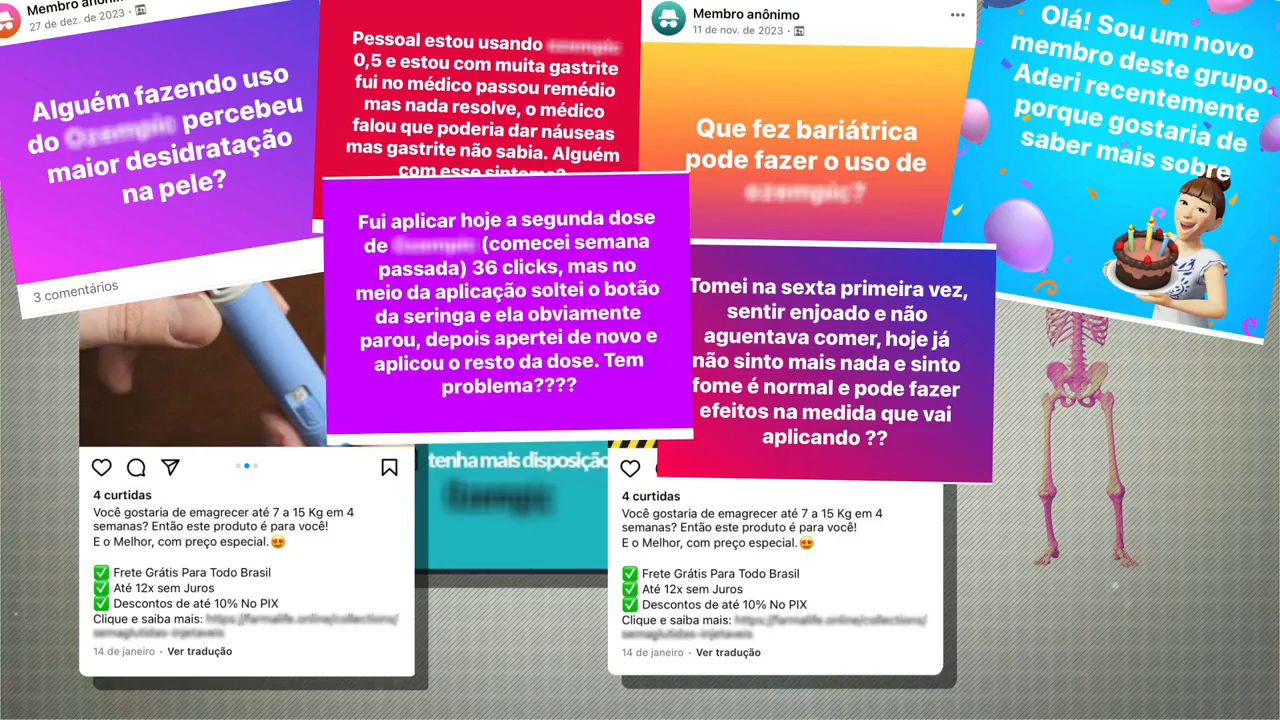 Membro anônimo
27 de dez. de 2023
Alguém fazendo uso
do Ozempic percebeu
maior desidratação
na pele?
3 comentários
Pessoal estou usando ozempic
0,5 e estou com muita gastrite
fui no médico passou remédio
mas nada resolve, o médico
falou que poderia dar náuseas
mas gastrite não sabia. Alguém
com esse sintoma?
Membro anônimo
11 de nov. de 2023
Que fez bariátrica
pode fazer o uso de
ozempic?
Olá! Sou um novo
membro deste grupo.
Aderi recentemente
porque gostaria de
saber mais sobre
Fui aplicar hoje a segunda dose
de Ozempic (comecei semana
passada) 36 clicks, mas no
meio da aplicação soltei o botão
da seringa e ela obviamente
parou, depois apertei de novo e
aplicou o resto da dose. Tem
problema????
Tomei na sexta primeira vez,
sentir enjoado e não
aguentava comer, hoje já
não sinto mais nada e sinto
fome é normal e pode fazer
efeitos na medida que vai
aplicando ??
tenha mais disposição
4 curtidas
Você gostaria de emagrecer até 7 a 15 Kg em 4
semanas? Então este produto é para você!
E o Melhor, com preço especial.😍
✅ Frete Grátis Para Todo Brasil
✅ Até 12x sem Juros
✅ Descontos de até 10% No PIX
Clique e saiba mais:
14 de janeiro · Ver tradução
4 curtidas
Você gostaria de emagrecer até 7 a 15 Kg em 4
semanas? Então este produto é para você!
E o Melhor, com preço especial.😍
✅ Frete Grátis Para Todo Brasil
✅ Até 12x sem Juros
✅ Descontos de até 10% No PIX
Clique e saiba mais:
14 de janeiro · Ver tradução